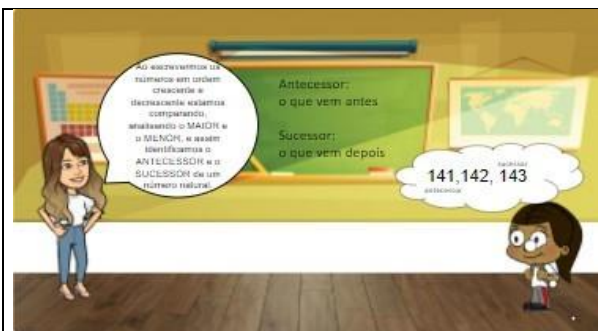 Ao escrevermos os
números em ordem
crescente e
decrescente estamos
comparando,
analisando o MAIOR e
o MENOR, e assim
identificamos o
ANTECESSOR e o
SUCESSOR de um
número natural.
Antecessor:
o que vem antes
Sucessor:
o que vem depois
sucessor
141,142, 143
antecessor